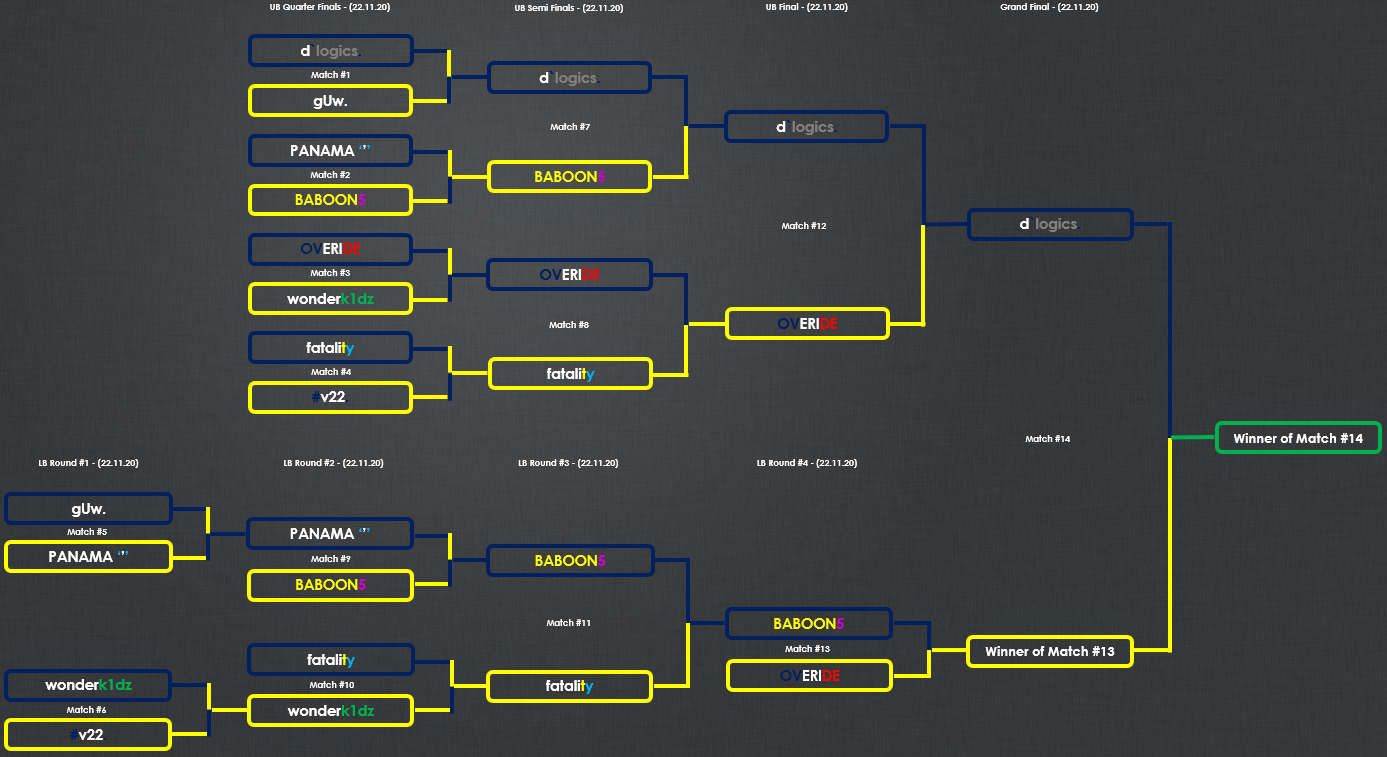 UB Quarter Finals - (22.11.20)
UB Semi Finals - (22.11.20)
UB Final - (22.11.20)
Grand Final - (22.11.20)
d`logics.
Match #1
gUw.
PANAMA ‘’’
Match #2
BABOON5
OVERIDE
Match #3
wonderk1dz
fatality
Match #4
#v22
d`logics.
Match #7
BABOON5
OVERIDE
Match #8
fatality
d`logics.
Match #12
OVERIDE
d`logics.
Match #14
Winner of Match #14
LB Round #1 - (22.11.20)
LB Round #2 - (22.11.20)
LB Round #3 - (22.11.20)
LB Round #4 - (22.11.20)
gUw.
Match #5
PANAMA ‘’’
wonderk1dz
Match #6
#v22
PANAMA ‘’’
Match #9
BABOON5
fatality
Match #10
wonderk1dz
BABOON5
Match #11
fatality
BABOON5
Match #13
OVERIDE
Winner of Match #13